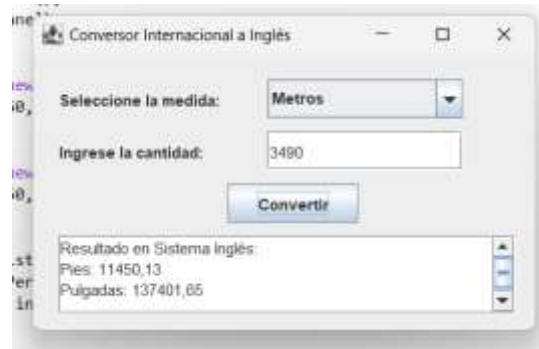 Conversor Internacional a Inglés
Seleccione la medida:
Metros
Ingrese la cantidad:
3490
Convertir
Resultado en Sistema Inglés:
Pies: 11450,13
Pulgadas: 137401,65